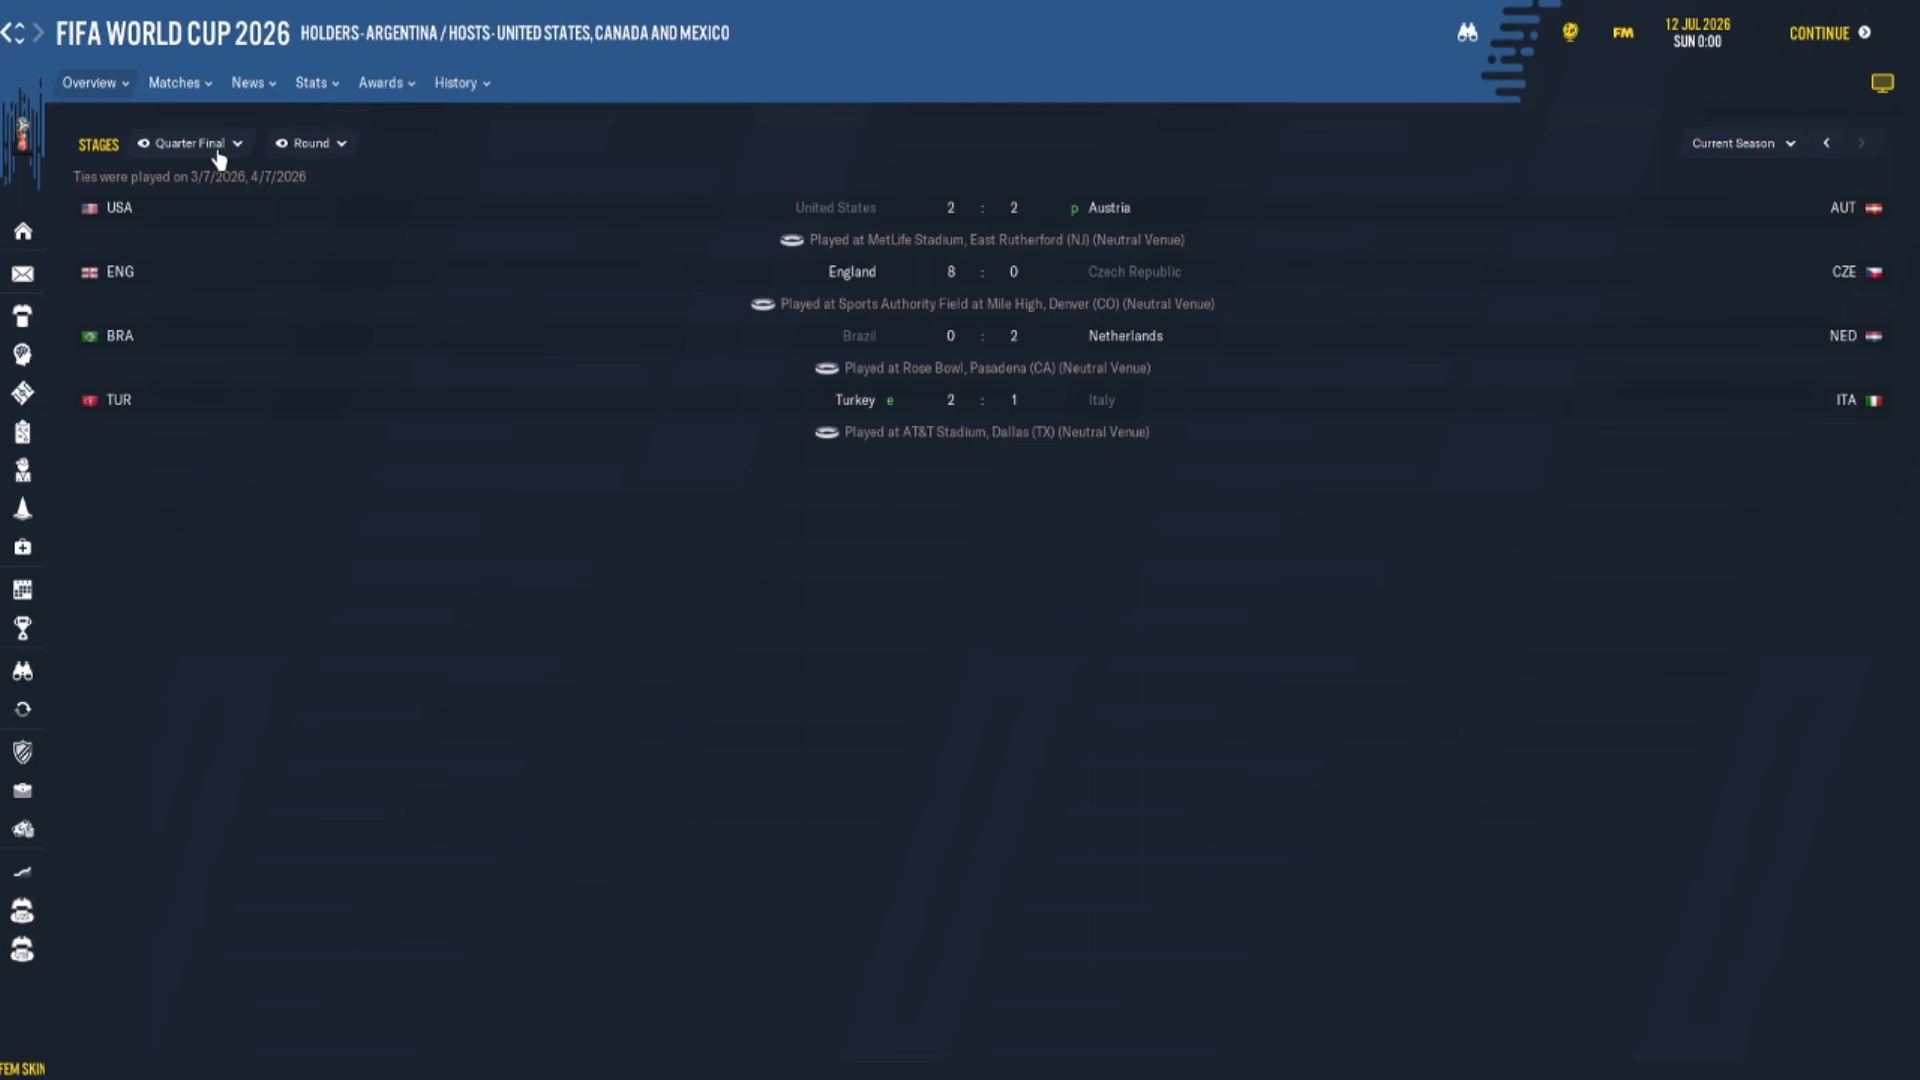 FIFA WORLD CUP 2026 HOLDERS - ARGENTINA / HOSTS - UNITED STATES, CANADA AND MEXICO
FM
12 JUL 2026
SUN 0:00
CONTINUE
Overview Matches News Stats Awards History
STAGES Quarter Final Round Current Season
Ties were played on 3/7/2026, 4/7/2026
USA United States 2 : 2 p Austria AUT
Played at MetLife Stadium, East Rutherford (NJ) (Neutral Venue)
ENG England 8 : 0 Czech Republic CZE
Played at Sports Authority Field at Mile High, Denver (CO) (Neutral Venue)
BRA Brazil 0 : 2 Netherlands NED
Played at Rose Bowl, Pasadena (CA) (Neutral Venue)
TUR Turkey e 2 : 1 Italy ITA
Played at AT&T Stadium, Dallas (TX) (Neutral Venue)
FEM SKIN